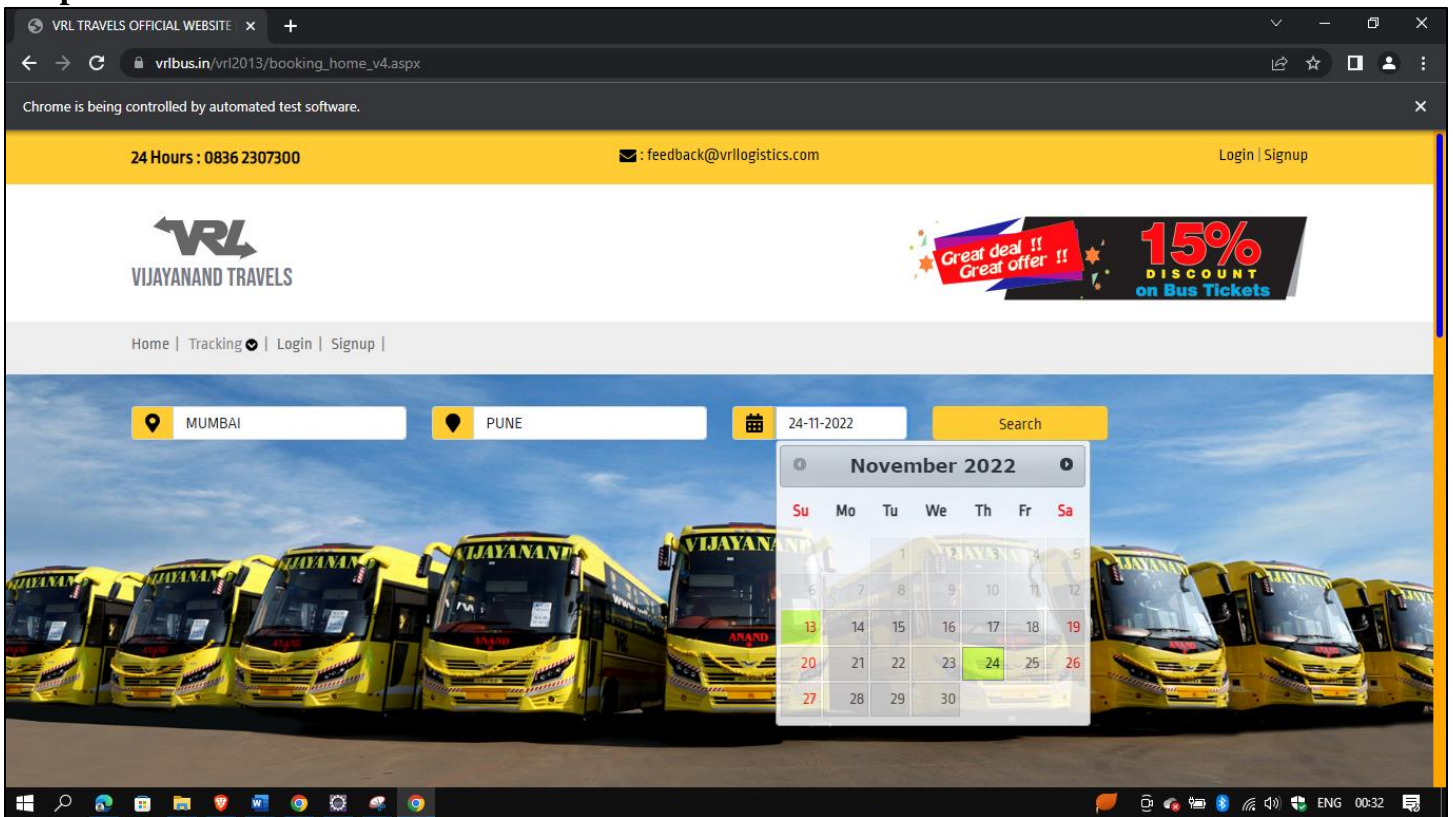 VRL TRAVELS OFFICIAL WEBSITE
vrlbus.in/vrl2013/booking_home_v4.aspx
Chrome is being controlled by automated test software.
24 Hours : 0836 2307300
: feedback@vrllogistics.com
Login | Signup
VRL
VIJAYANAND TRAVELS
Great deal !!
Great offer !!
15%
DISCOUNT
on Bus Tickets
Home | Tracking | Login | Signup |
MUMBAI
PUNE
24-11-2022
Search
November 2022
Su Mo Tu We Th Fr Sa
1 2 3 4 5
6 7 8 9 10 11 12
13 14 15 16 17 18 19
20 21 22 23 24 25 26
27 28 29 30
VIJAYANAND
ANAND
ENG 00:32